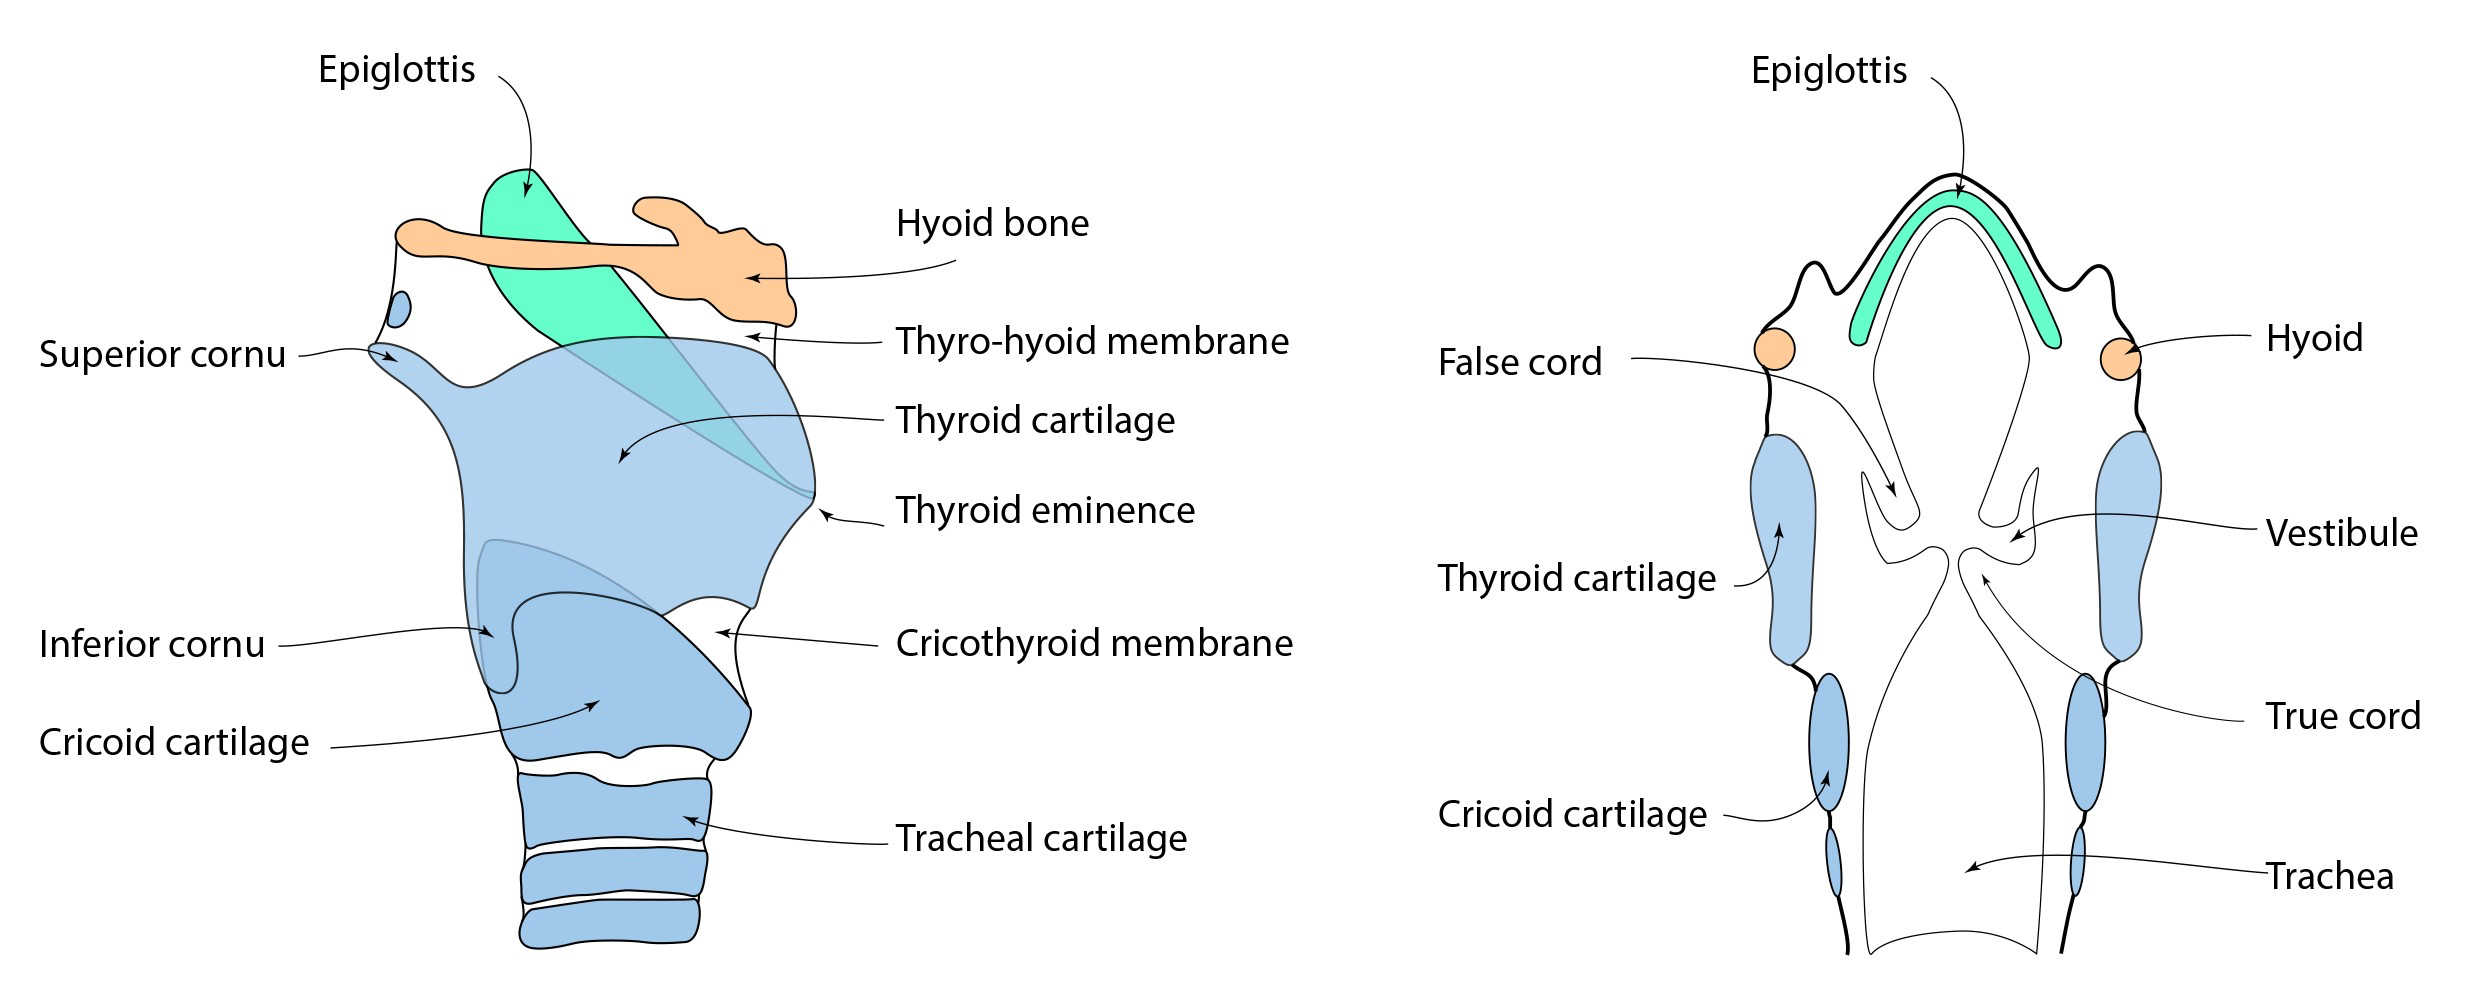 Epiglottis
Hyoid bone
Thyro-hyoid membrane
Superior cornu
Thyroid cartilage
Thyroid eminence
Inferior cornu
Cricothyroid membrane
Cricoid cartilage
Tracheal cartilage
Epiglottis
Hyoid
False cord
Vestibule
Thyroid cartilage
True cord
Cricoid cartilage
Trachea